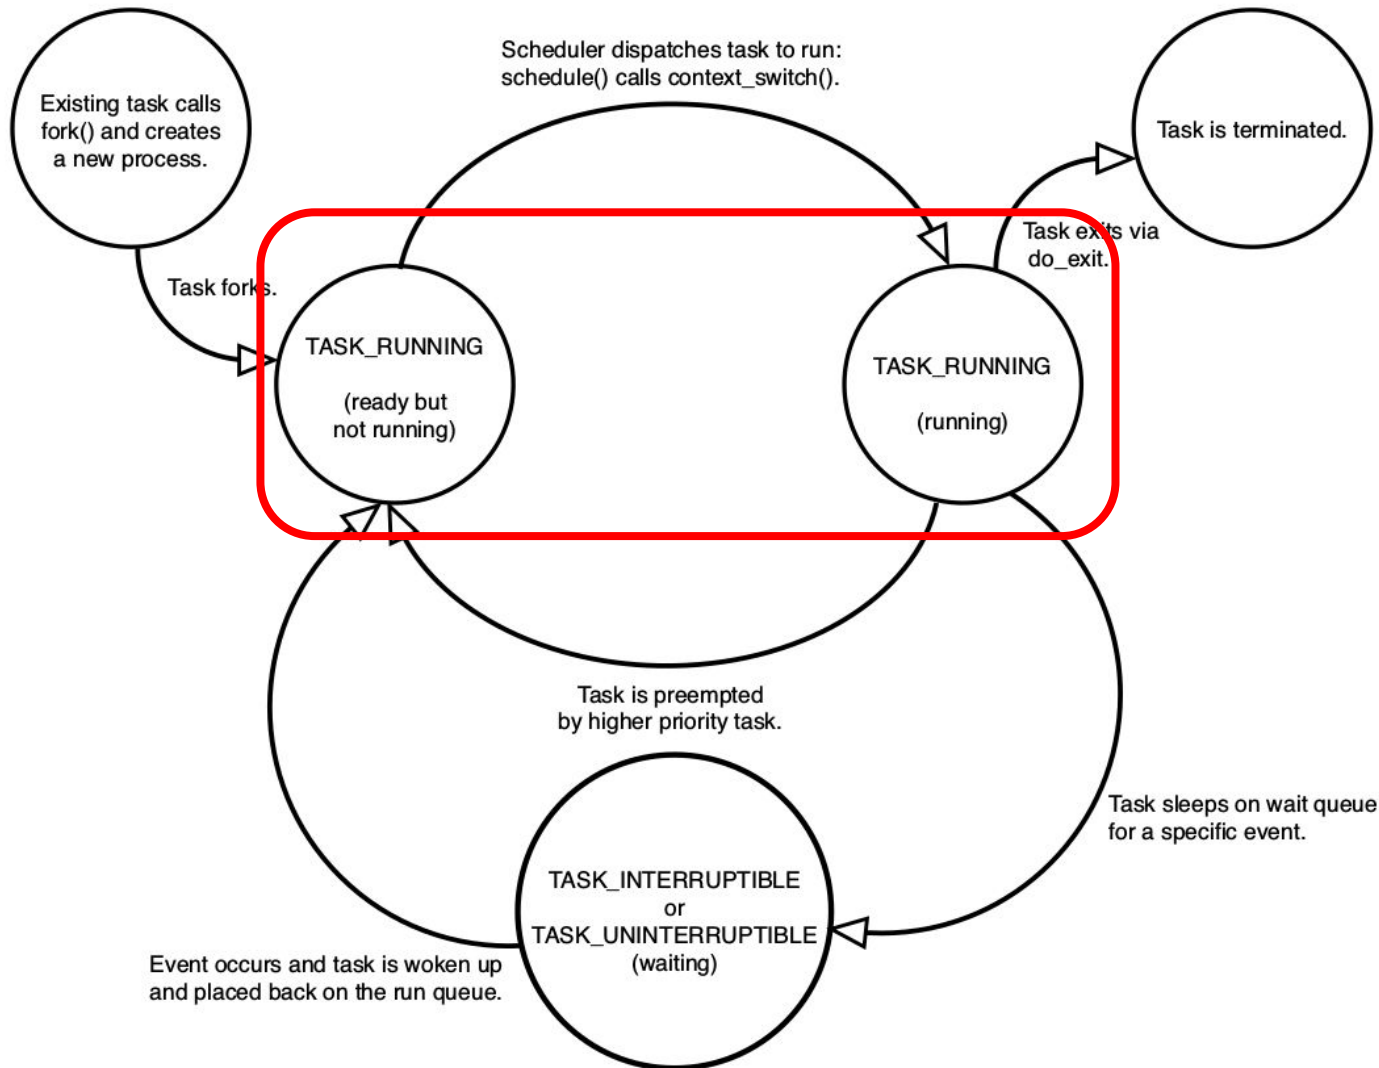 Existing task calls
fork() and creates
a new process.
Scheduler dispatches task to run:
schedule() calls context_switch().
Task is terminated.
Task forks.
Task exits via
do_exit.
TASK_RUNNING
(ready but
not running)
TASK_RUNNING
(running)
Task is preempted
by higher priority task.
Task sleeps on wait queue
for a specific event.
TASK_INTERRUPTIBLE
or
TASK_UNINTERRUPTIBLE
(waiting)
Event occurs and task is woken up
and placed back on the run queue.